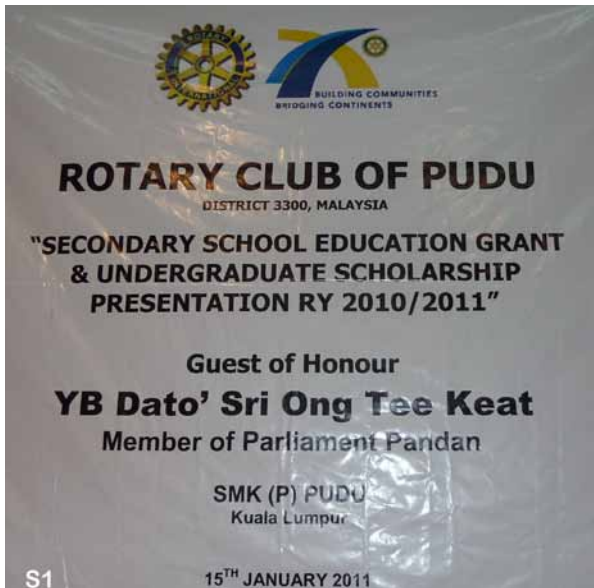 ROTARY
INTERNATIONAL
BUILDING COMMUNITIES
BRIDGING CONTINENTS
ROTARY CLUB OF PUDU
DISTRICT 3300, MALAYSIA
"SECONDARY SCHOOL EDUCATION GRANT
& UNDERGRADUATE SCHOLARSHIP
PRESENTATION RY 2010/2011"
Guest of Honour
YB Dato' Sri Ong Tee Keat
Member of Parliament Pandan
SMK (P) PUDU
Kuala Lumpur
15TH JANUARY 2011
S1